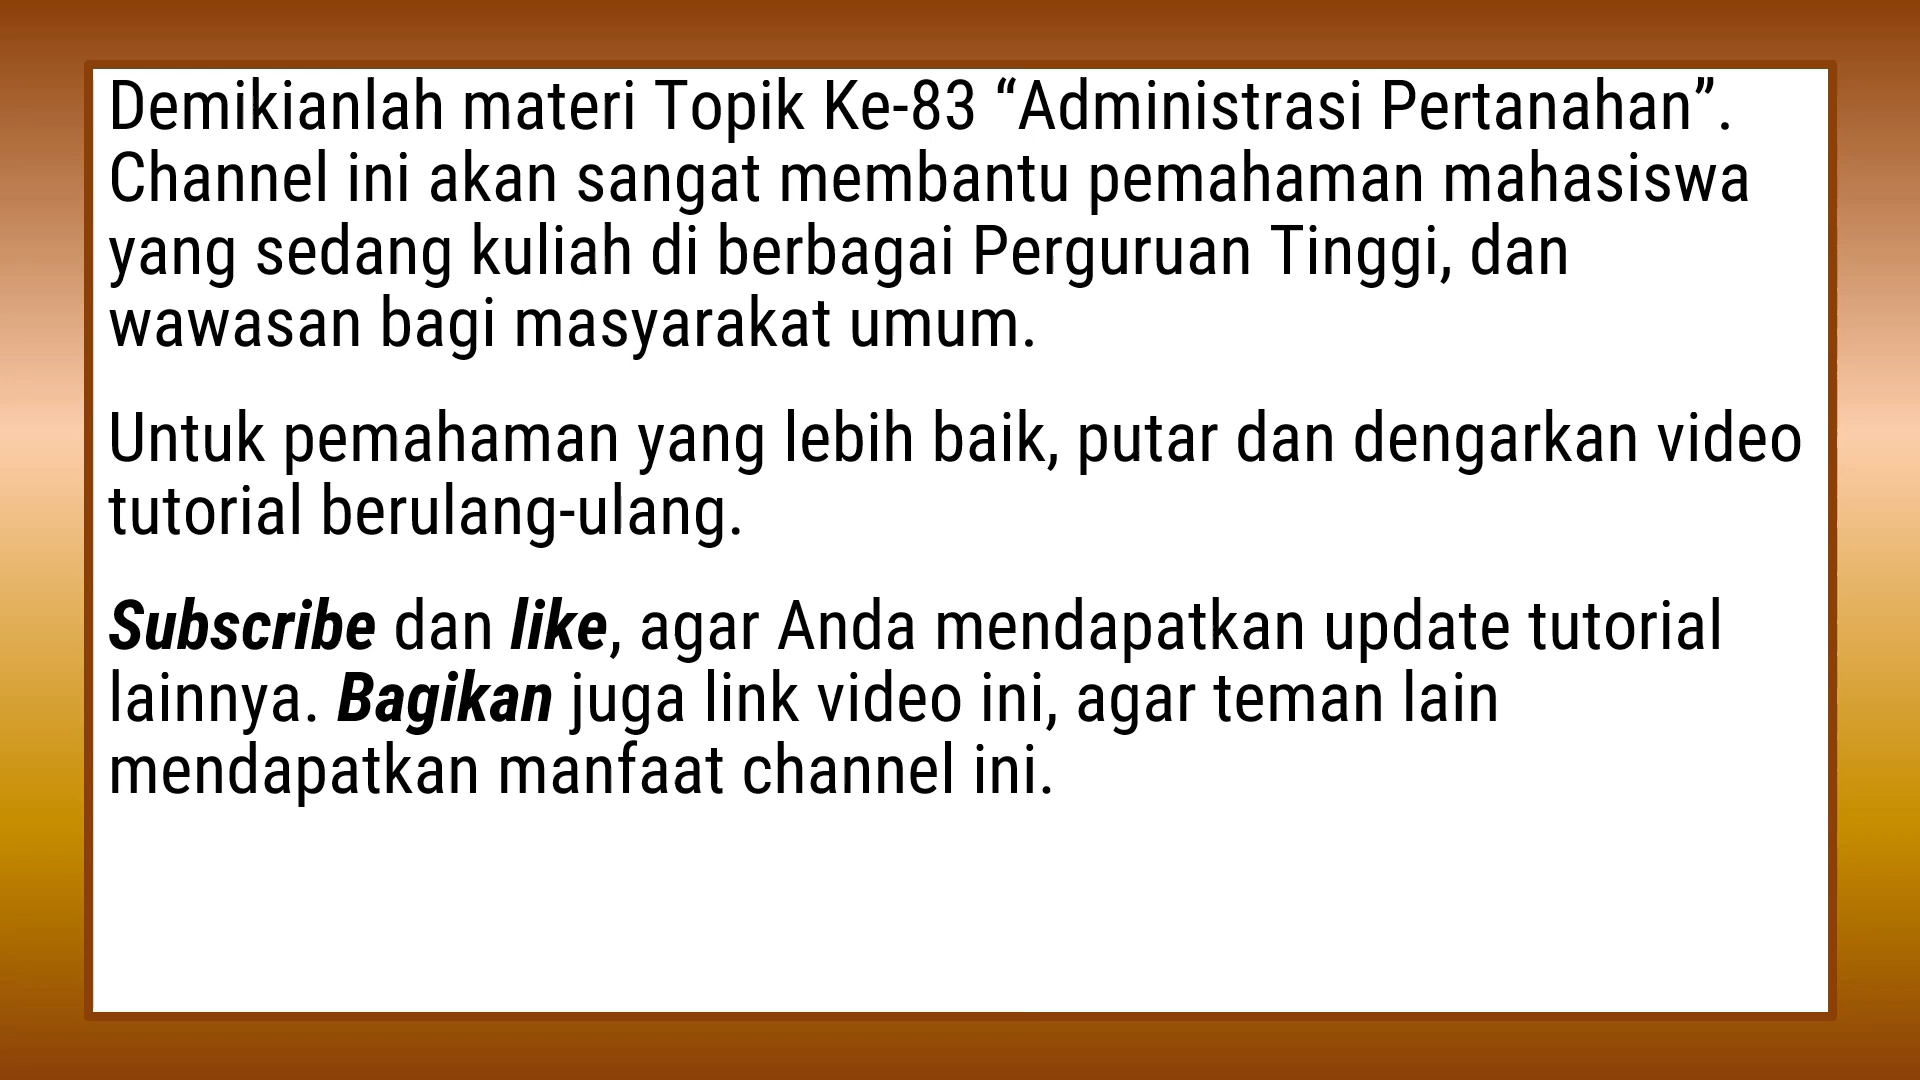 Demikianlah materi Topik Ke-83 “Administrasi Pertanahan”.
Channel ini akan sangat membantu pemahaman mahasiswa
yang sedang kuliah di berbagai Perguruan Tinggi, dan
wawasan bagi masyarakat umum.
Untuk pemahaman yang lebih baik, putar dan dengarkan video
tutorial berulang-ulang.
Subscribe dan like, agar Anda mendapatkan update tutorial
lainnya. Bagikan juga link video ini, agar teman lain
mendapatkan manfaat channel ini.